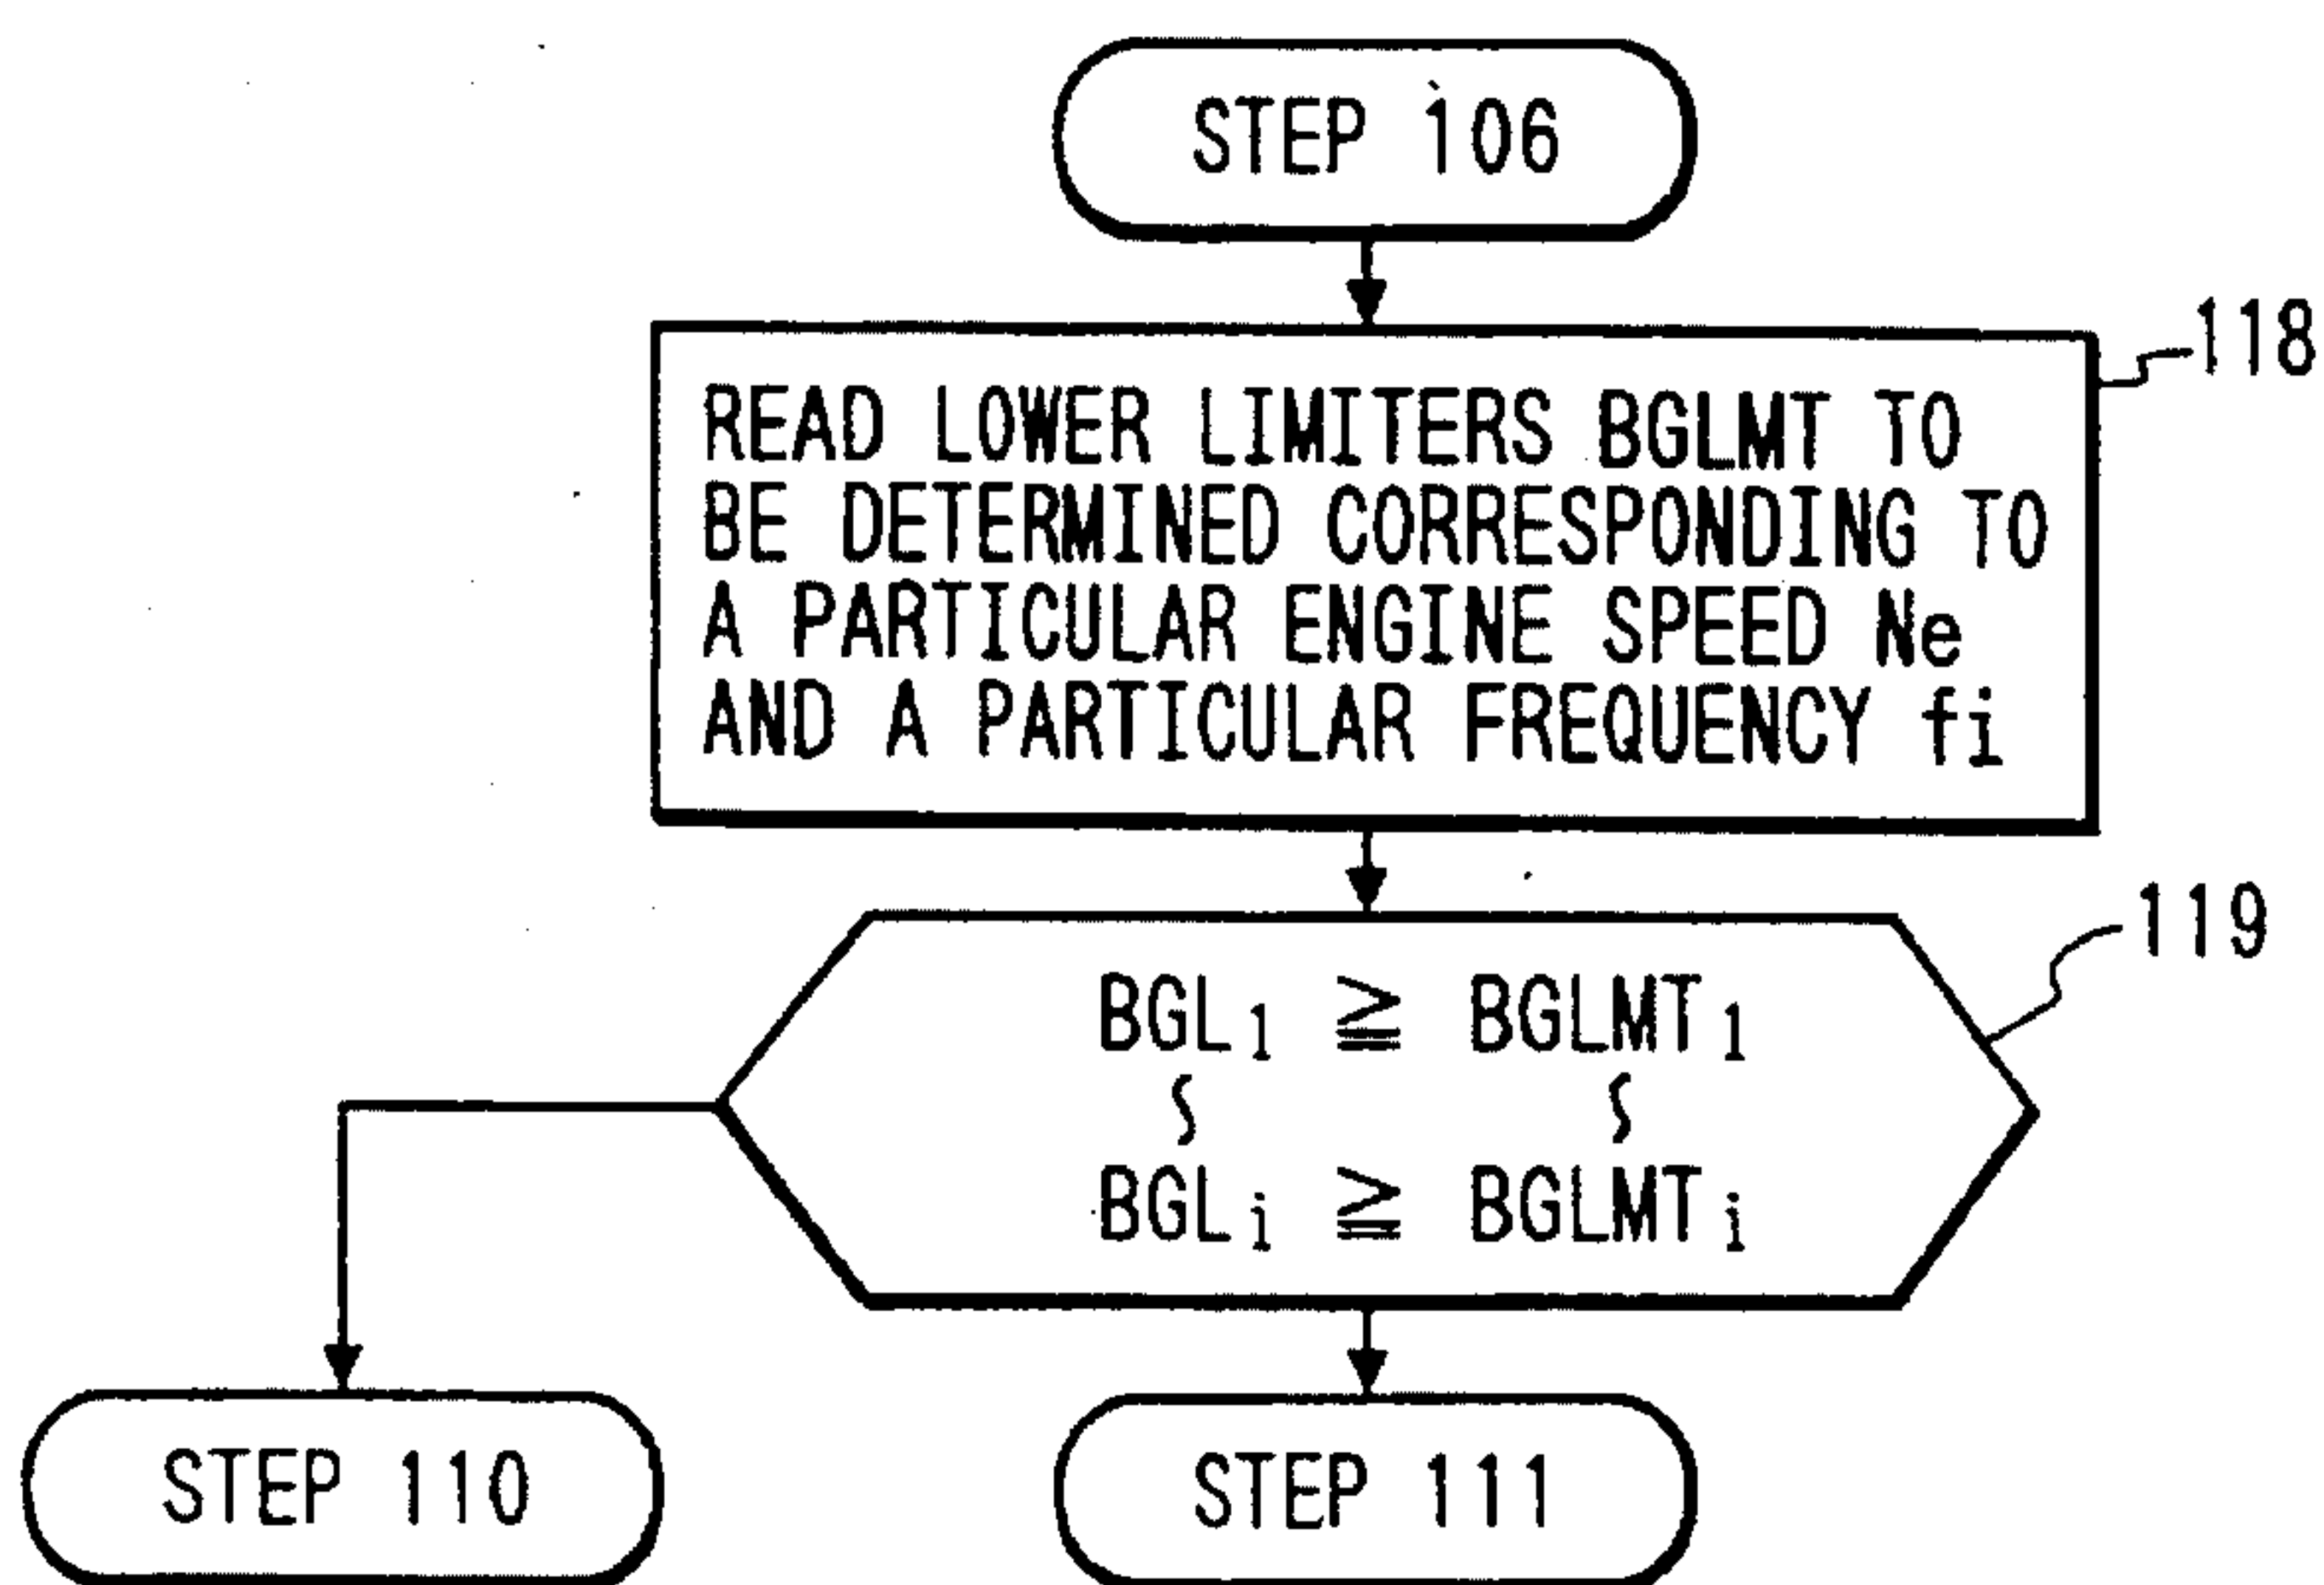 STEP 106
118
READ LOWER LIMITERS BGLMT TO
BE DETERMINED CORRESPONDING TO
A PARTICULAR ENGINE SPEED Ne
AND A PARTICULAR FREQUENCY fi
119
BGL₁ ≧ BGLMT₁
∫ ∫
BGLᵢ ≧ BGLMTᵢ
STEP 110
STEP 111